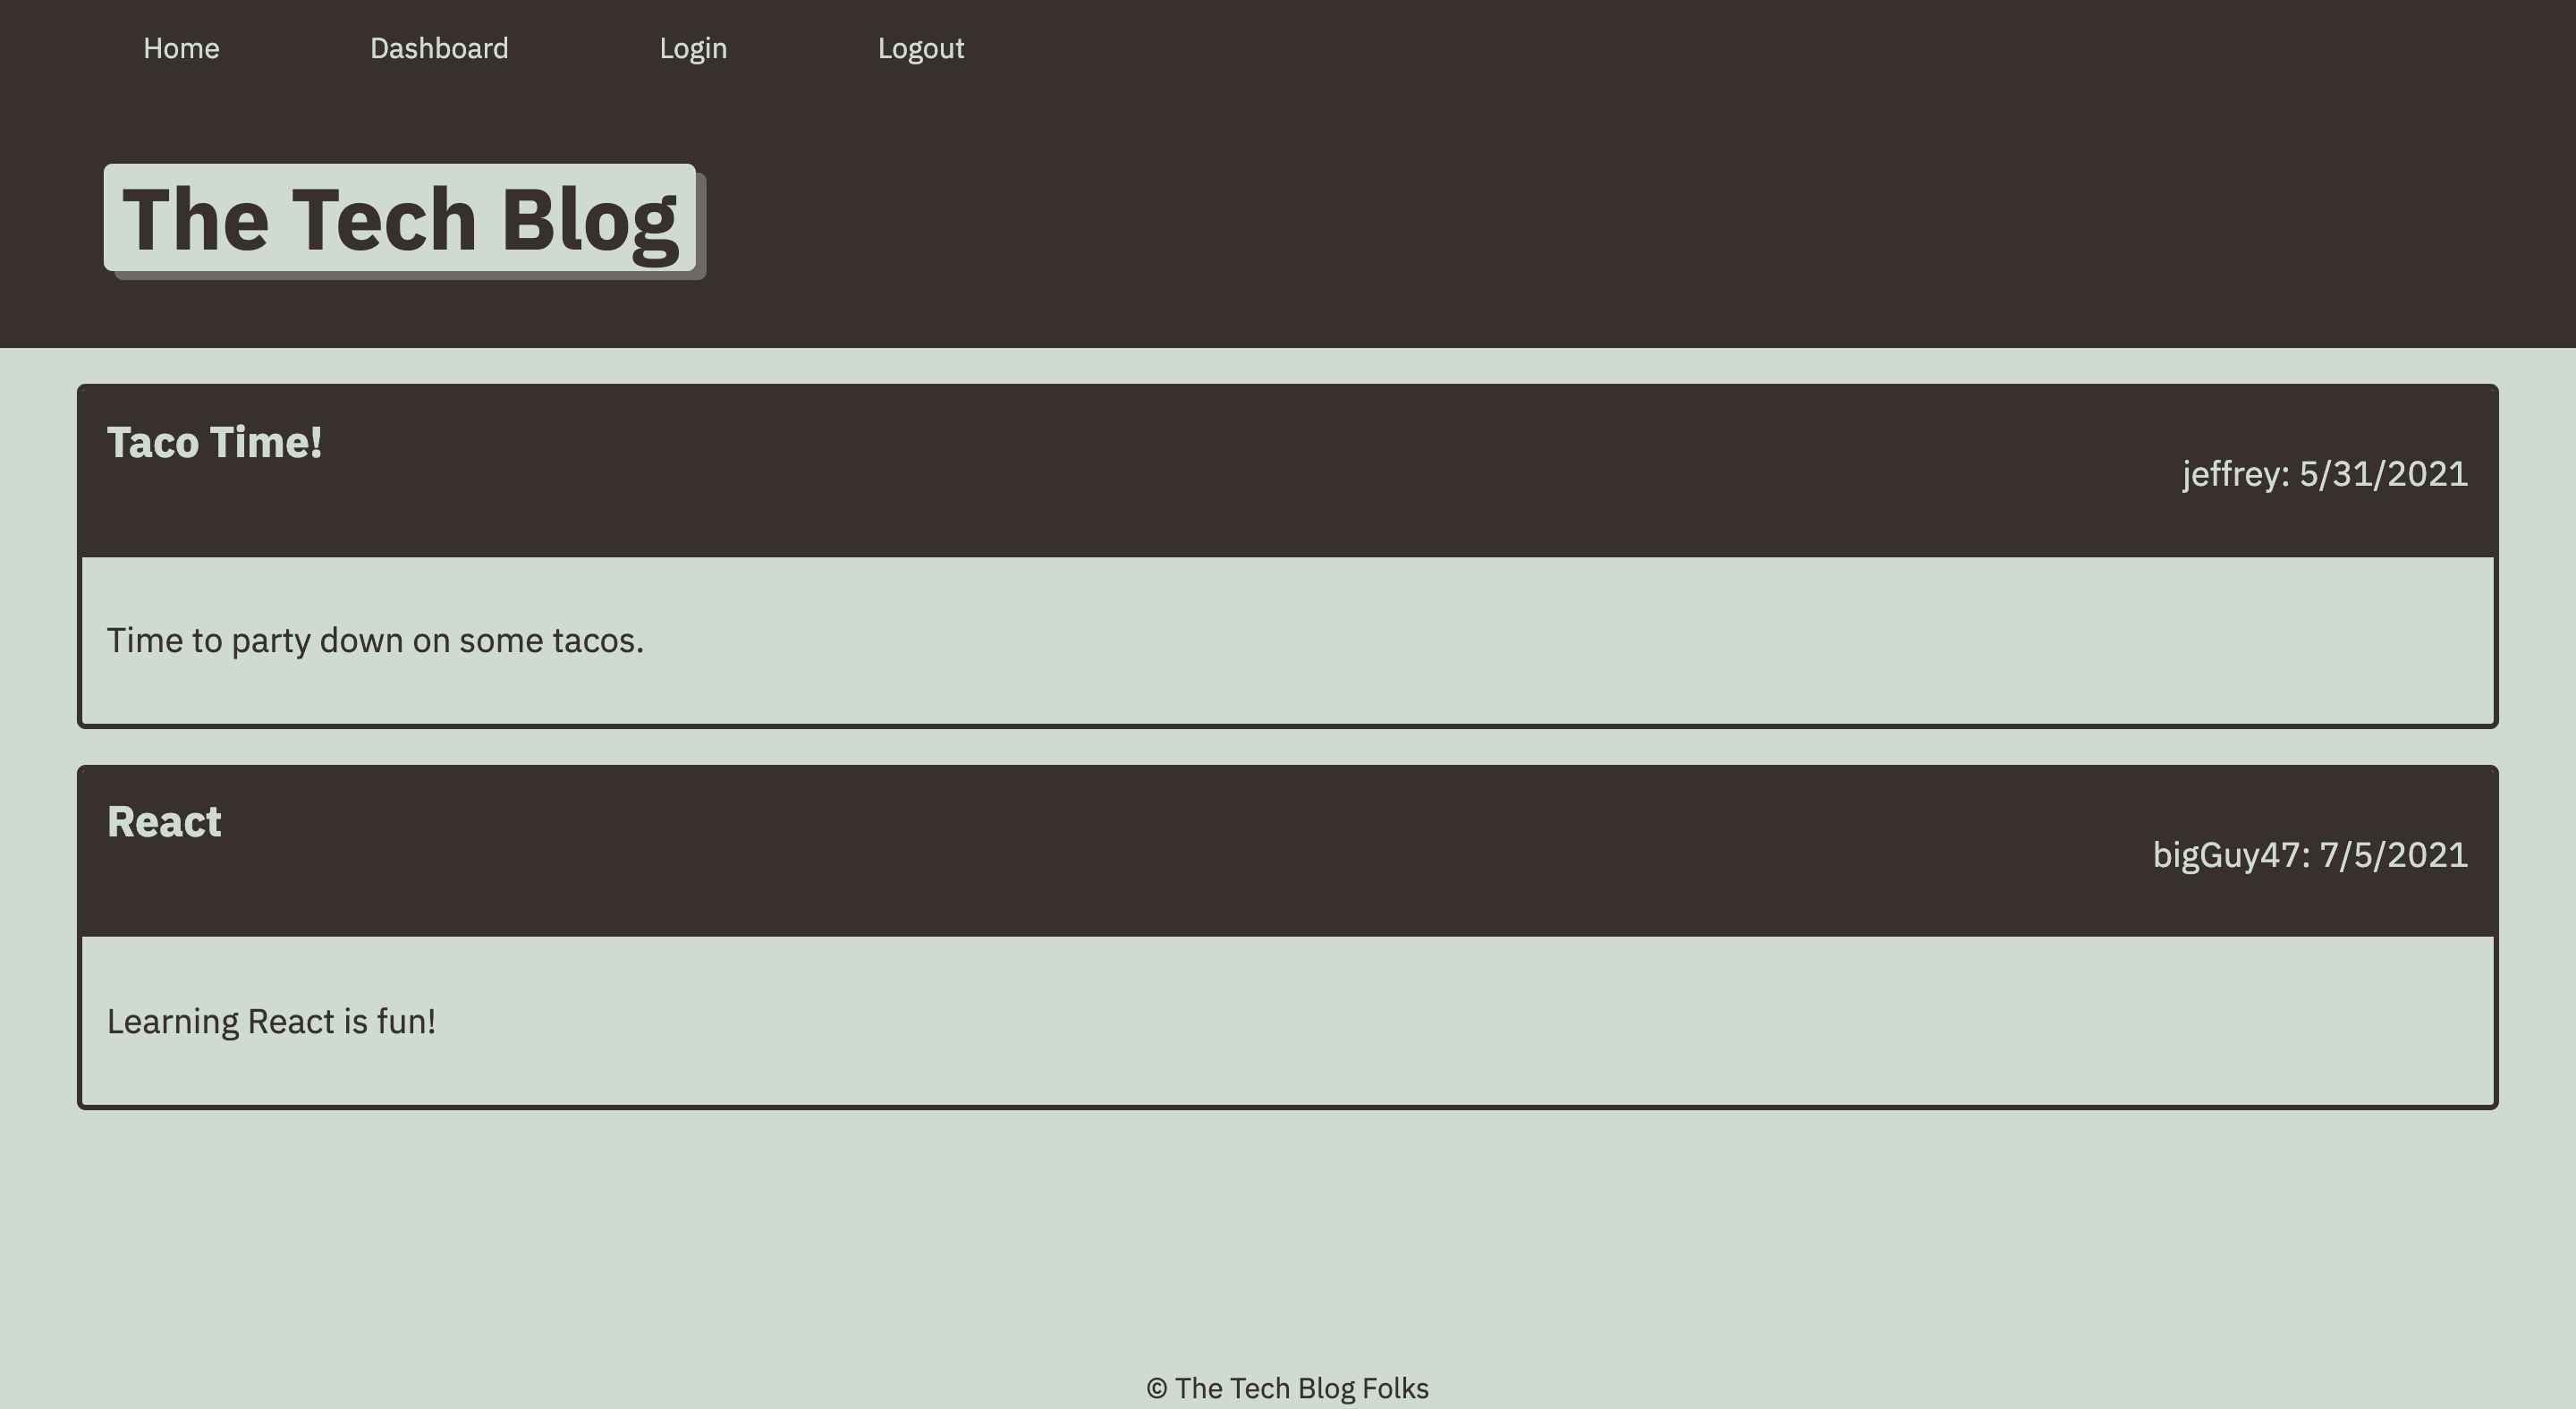 Home Dashboard Login Logout
The Tech Blog
Taco Time!
jeffrey: 5/31/2021
Time to party down on some tacos.
React
bigGuy47: 7/5/2021
Learning React is fun!
© The Tech Blog Folks